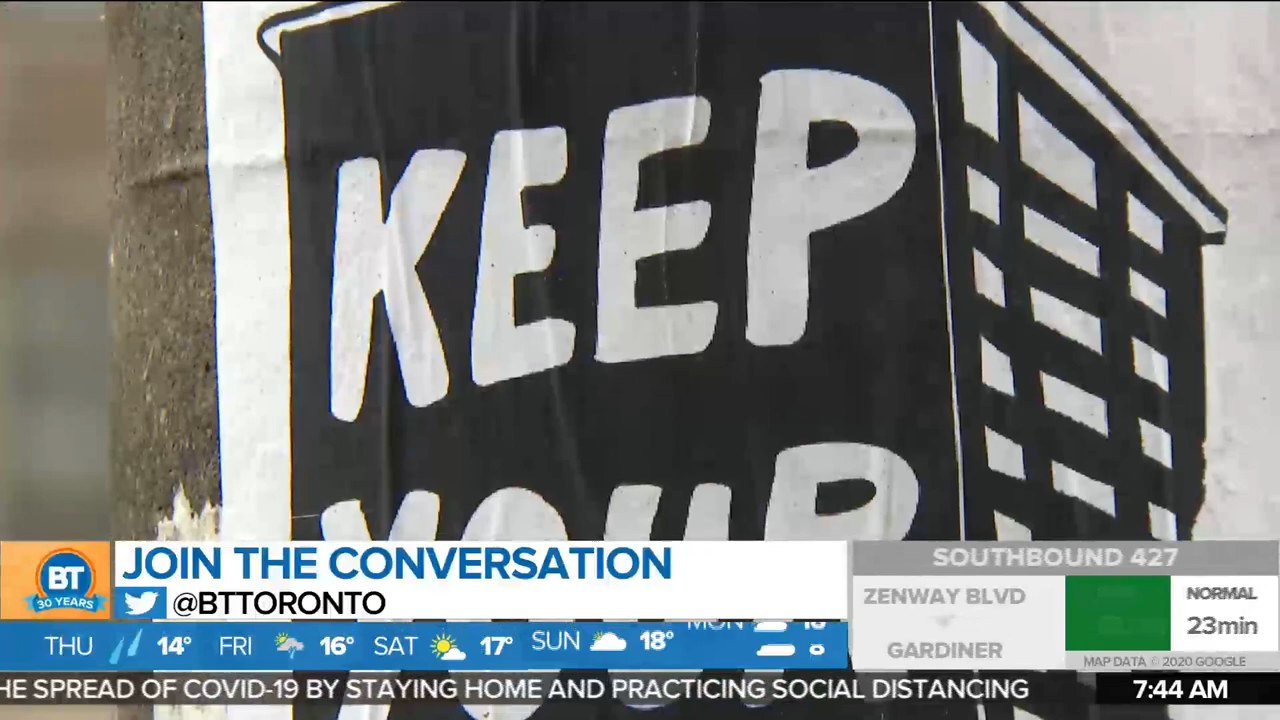 KEEP
YOUR
JOIN THE CONVERSATION
BT
30 YEARS
@BTTORONTO
SOUTHBOUND 427
ZENWAY BLVD
GARDINER
NORMAL
23min
MAP DATA © 2020 GOOGLE
THU 14° FRI 16° SAT 17° SUN 18° MON
HE SPREAD OF COVID-19 BY STAYING HOME AND PRACTICING SOCIAL DISTANCING
7:44 AM